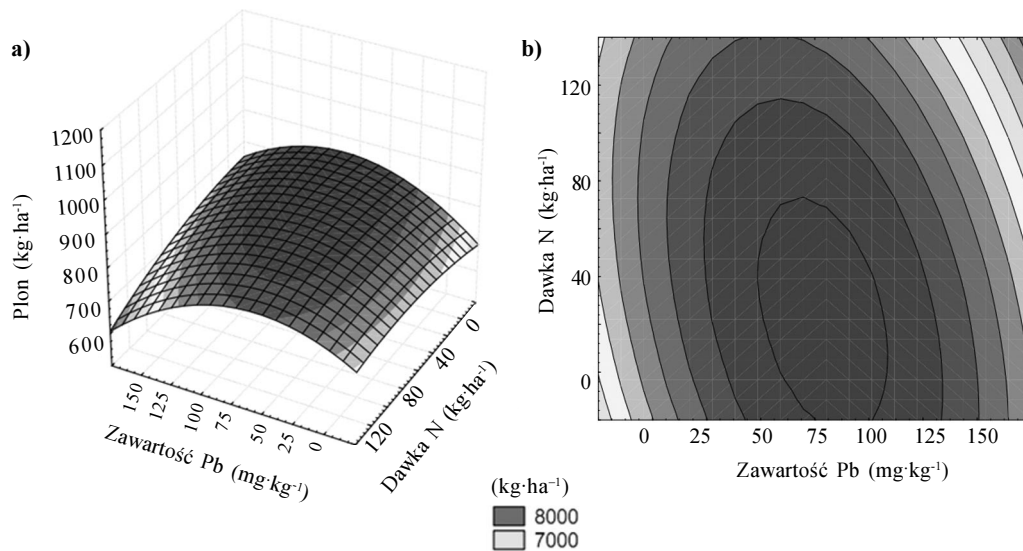 a)
Plon (kg·ha⁻¹)
1200
1100
1000
900
800
700
600
150
125
100
75
50
25
0
Zawartość Pb (mg·kg⁻¹)
0
40
80
120
Dawka N (kg·ha⁻¹)
b)
Dawka N (kg·ha⁻¹)
120
80
40
0
0 25 50 75 100 125 150
Zawartość Pb (mg·kg⁻¹)
(kg·ha⁻¹)
8000
7000